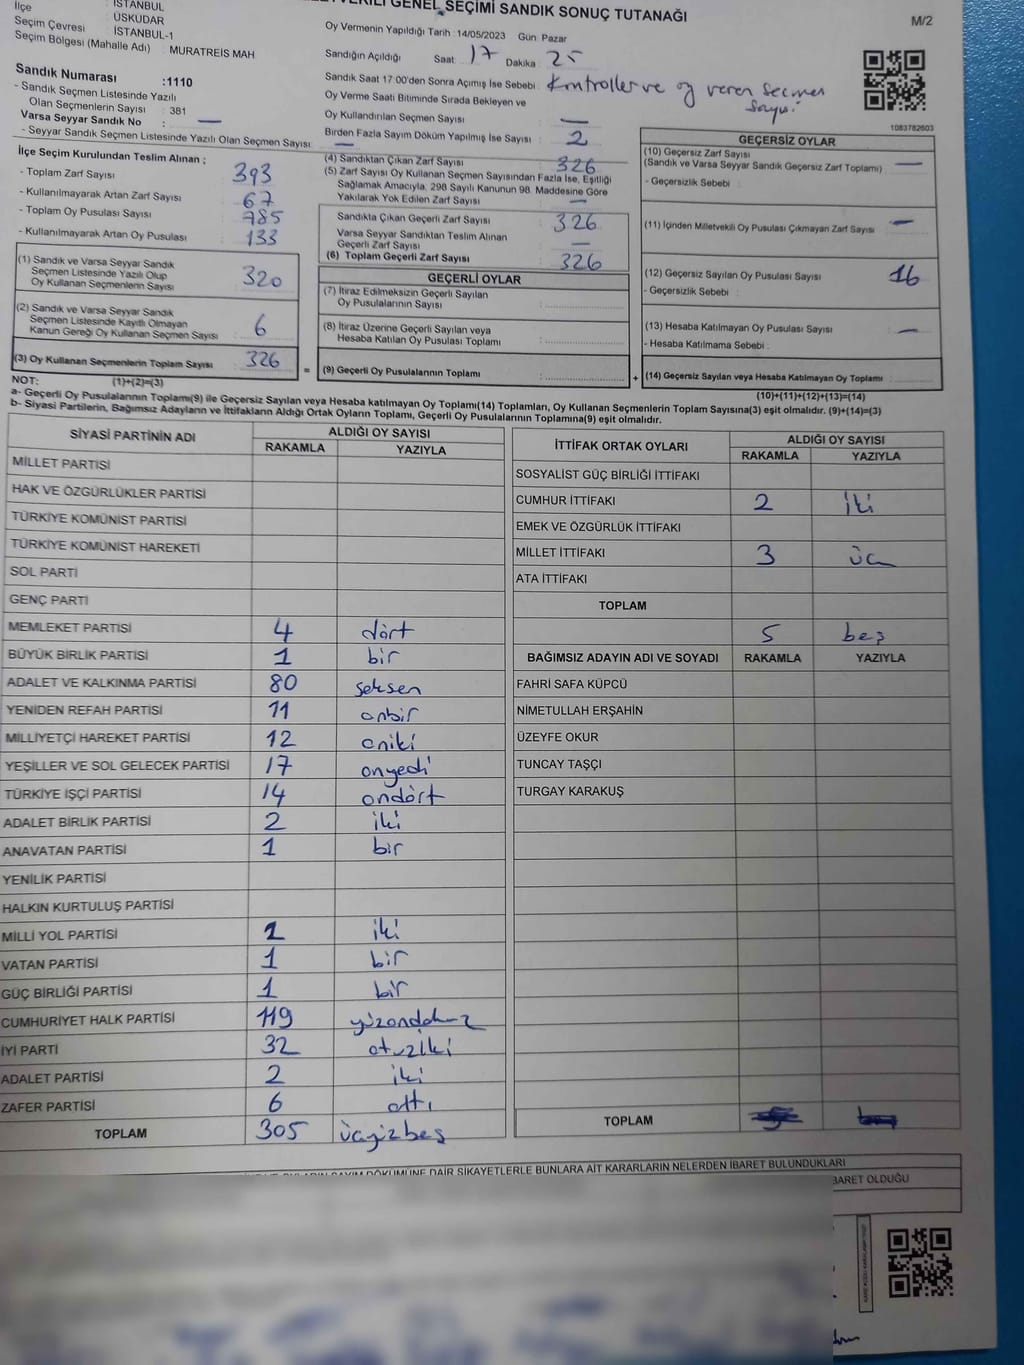 GENEL SEÇİMİ SANDIK SONUÇ TUTANAĞI
M/2
İlçe
İSTANBUL
Seçim Çevresi
ÜSKÜDAR
Seçim Bölgesi (Mahalle Adı)
İSTANBUL-1
: MURATREİS MAH
Oy Vermenin Yapıldığı Tarih :14/05/2023 Gün Pazar
Sandığın Açıldığı Saat 17 Dakika 25
Sandık Saat 17:00'den Sonra Açımış İse Sebebi : Kontroller ve oy veren seçmen sayısı
Sandık Numarası :1110
- Sandık Seçmen Listesinde Yazılı
Olan Seçmenlerin Sayısı : 381
Varsa Seyyar Sandık No : —
- Seyyar Sandık Seçmen Listesinde Yazılı Olan Seçmen Sayısı: —
Oy Verme Saati Bitiminde Sırada Bekleyen ve
Oy Kullandırılan Seçmen Sayısı : —
Birden Fazla Sayım Döküm Yapılmış İse Sayısı : 2
1083782603
İlçe Seçim Kurulundan Teslim Alınan ;
- Toplam Zarf Sayısı : 393
- Kullanılmayarak Artan Zarf Sayısı : 67
- Toplam Oy Pusulası Sayısı : 785
- Kullanılmayarak Artan Oy Pusulası : 133
(1) Sandık ve Varsa Seyyar Sandık
Seçmen Listesinde Yazılı Olup
Oy Kullanan Seçmenlerin Sayısı : 320
(2) Sandık ve Varsa Seyyar Sandık
Seçmen Listesinde Kayıtlı Olmayan
Kanun Gereği Oy Kullanan Seçmen Sayısı : 6
(3) Oy Kullanan Seçmenlerin Toplam Sayısı : 326
(4) Sandıktan Çıkan Zarf Sayısı : 326
(5) Zarf Sayısı Oy Kullanan Seçmen Sayısından Fazla İse, Eşitliği
Sağlamak Amacıyla, 298 Sayılı Kanunun 98. Maddesine Göre
Yakılarak Yok Edilen Zarf Sayısı : —
Sandıkta Çıkan Geçerli Zarf Sayısı : 326
Varsa Seyyar Sandıktan Teslim Alınan
Geçerli Zarf Sayısı : —
(6) Toplam Geçerli Zarf Sayısı : 326
GEÇERLİ OYLAR
(7) İtiraz Edilmeksizin Geçerli Sayılan
Oy Pusulalarının Sayısı :
(8) İtiraz Üzerine Geçerli Sayılan veya
Hesaba Katılan Oy Pusulası Toplamı :
= (9) Geçerli Oy Pusulalarının Toplamı :
GEÇERSİZ OYLAR
(10) Geçersiz Zarf Sayısı
(Sandık ve Varsa Seyyar Sandık Geçersiz Zarf Toplamı) : —
- Geçersizlik Sebebi :
(11) İçinden Milletvekili Oy Pusulası Çıkmayan Zarf Sayısı : —
(12) Geçersiz Sayılan Oy Pusulası Sayısı : 16
- Geçersizlik Sebebi :
(13) Hesaba Katılmayan Oy Pusulası Sayısı : —
- Hesaba Katılmama Sebebi :
+ (14) Geçersiz Sayılan veya Hesaba Katılmayan Oy Toplamı :
NOT: (1)+(2)=(3)
(10)+(11)+(12)+(13)=(14)
a- Geçerli Oy Pusulasının Toplamı(9) ile Geçersiz Sayılan veya Hesaba katılmayan Oy Toplamı(14) Toplamları, Oy Kullanan Seçmenlerin Toplam Sayısına(3) eşit olmalıdır. (9)+(14)=(3)
b- Siyasi Partilerin, Bağımsız Adayların ve İttifakların Aldığı Ortak Oyların Toplamı, Geçerli Oy Pusulalarının Toplamına(9) eşit olmalıdır.
SİYASİ PARTİNİN ADI ALDIĞI OY SAYISI
RAKAMLA YAZIYLA
MİLLET PARTİSİ
HAK VE ÖZGÜRLÜKLER PARTİSİ
TÜRKİYE KOMÜNİST PARTİSİ
TÜRKİYE KOMÜNİST HAREKETİ
SOL PARTİ
GENÇ PARTİ
MEMLEKET PARTİSİ 4 dört
BÜYÜK BİRLİK PARTİSİ 1 bir
ADALET VE KALKINMA PARTİSİ 80 seksen
YENİDEN REFAH PARTİSİ 11 onbir
MİLLİYETÇİ HAREKET PARTİSİ 12 oniki
YEŞİLLER VE SOL GELECEK PARTİSİ 17 onyedi
TÜRKİYE İŞÇİ PARTİSİ 14 ondört
ADALET BİRLİK PARTİSİ 2 iki
ANAVATAN PARTİSİ 1 bir
YENİLİK PARTİSİ
HALKIN KURTULUŞ PARTİSİ
MİLLİ YOL PARTİSİ 2 iki
VATAN PARTİSİ 1 bir
GÜÇ BİRLİĞİ PARTİSİ 1 bir
CUMHURİYET HALK PARTİSİ 119 yüzondokuz
İYİ PARTİ 32 otuziki
ADALET PARTİSİ 2 iki
ZAFER PARTİSİ 6 altı
TOPLAM 305 üçyüzbeş
İTTİFAK ORTAK OYLARI ALDIĞI OY SAYISI
RAKAMLA YAZIYLA
SOSYALİST GÜÇ BİRLİĞİ İTTİFAKI
CUMHUR İTTİFAKI 2 iki
EMEK VE ÖZGÜRLÜK İTTİFAKI
MİLLET İTTİFAKI 3 üç
ATA İTTİFAKI
TOPLAM
5 beş
BAĞIMSIZ ADAYIN ADI VE SOYADI RAKAMLA YAZIYLA
FAHRİ SAFA KÜPCÜ
NİMETULLAH ERŞAHİN
ÜZEYFE OKUR
TUNCAY TAŞÇI
TURGAY KARAKUŞ
TOPLAM
SAYIM DÖKÜMÜNE DAİR ŞİKAYETLERLE BUNLARA AİT KARARLARIN NELERDEN İBARET BULUNDUKLARI
İBARET OLDUĞU